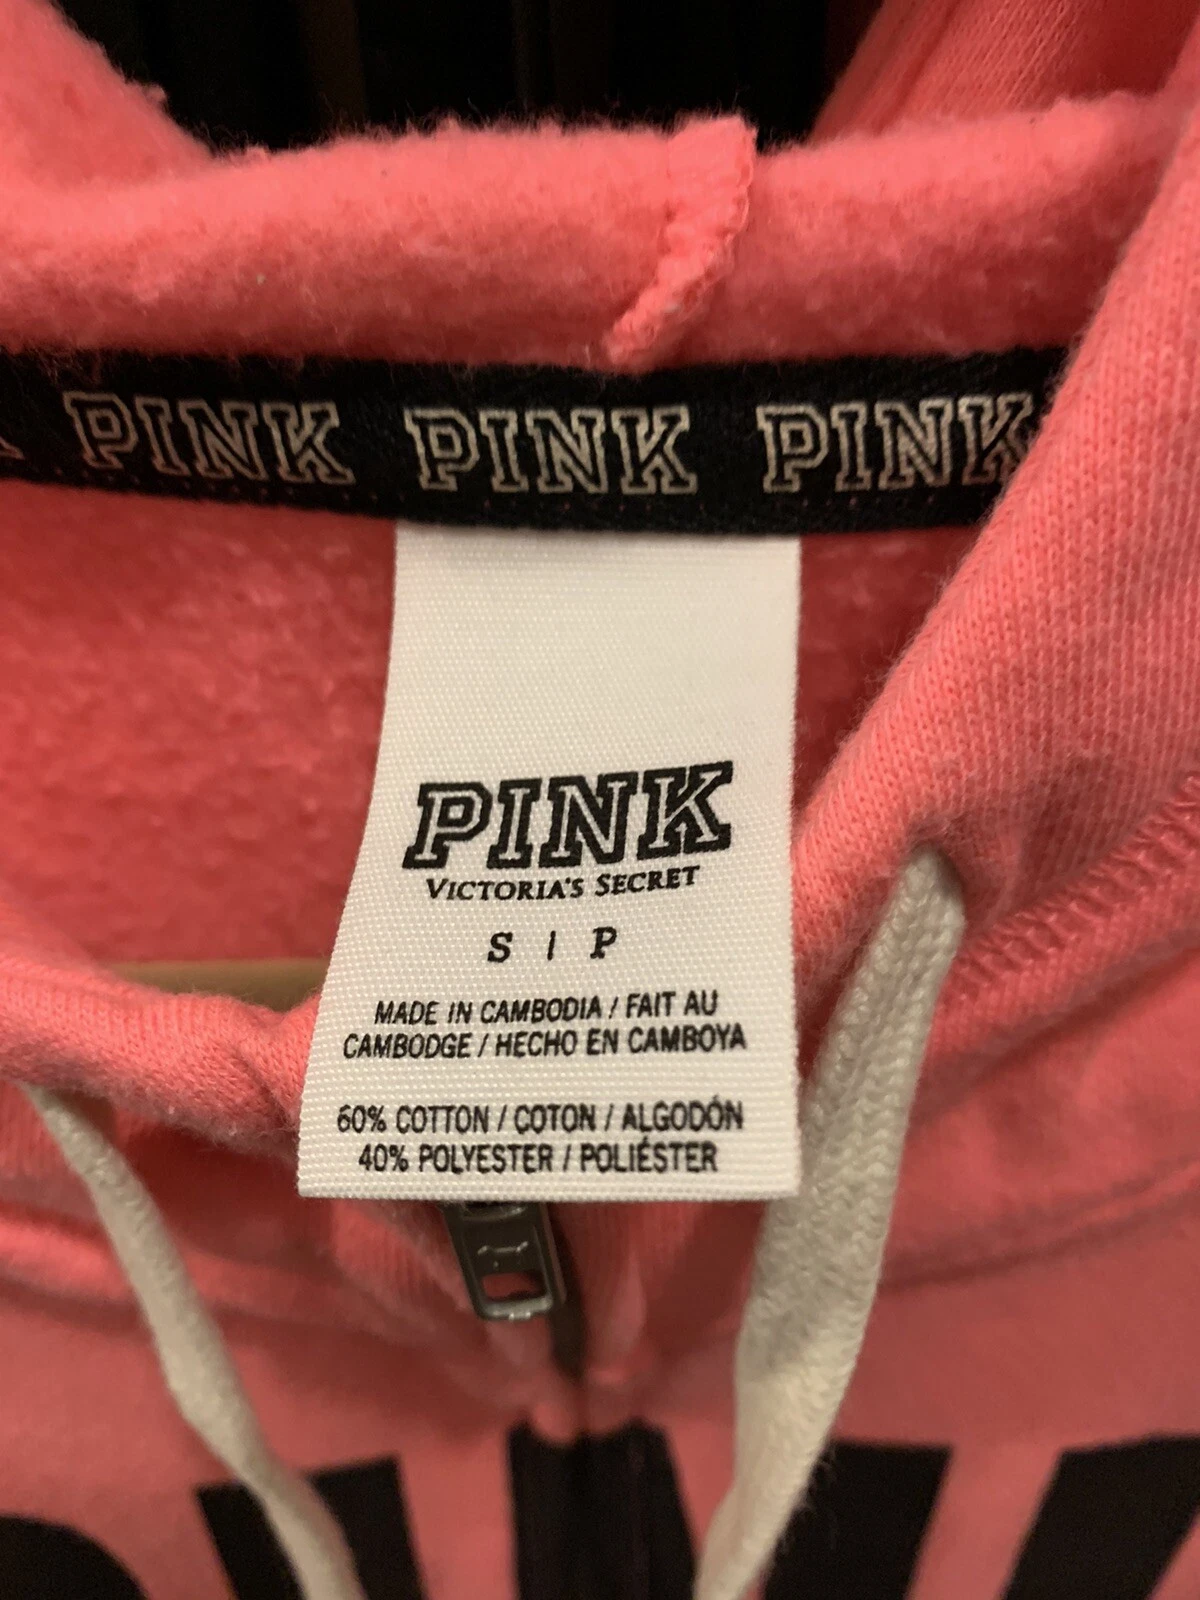 PINK PINK PINK
PINK
VICTORIA'S SECRET
S | P
MADE IN CAMBODIA / FAIT AU
CAMBODGE / HECHO EN CAMBOYA
60% COTTON / COTON / ALGODÓN
40% POLYESTER / POLIÉSTER